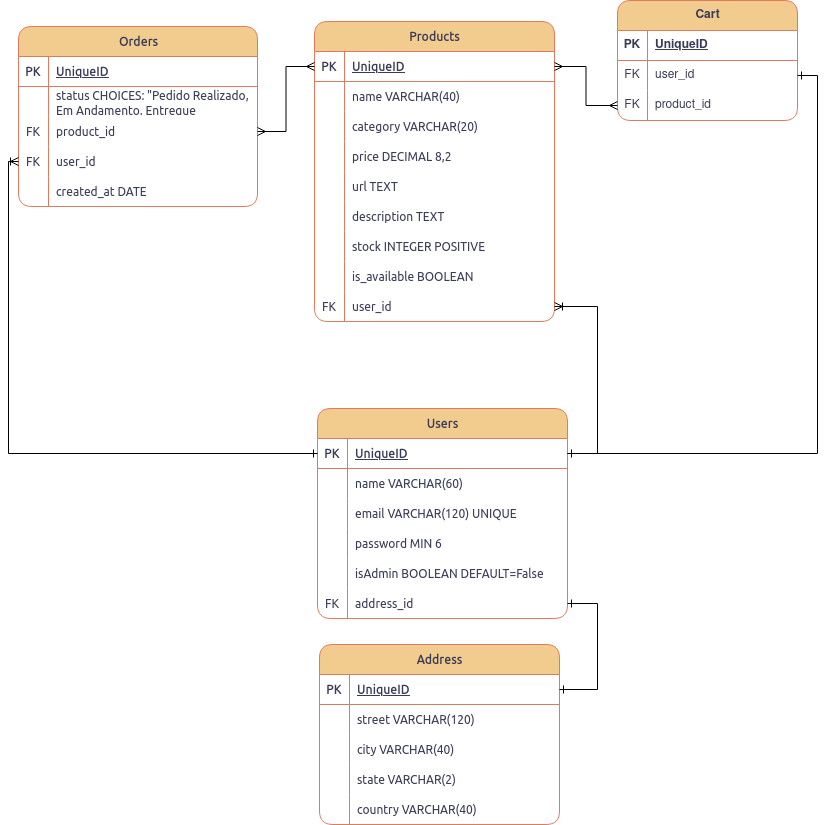 Orders
PK UniqueID
status CHOICES: "Pedido Realizado,
Em Andamento, Entregue
FK product_id
FK user_id
created_at DATE
Products
PK UniqueID
name VARCHAR(40)
category VARCHAR(20)
price DECIMAL 8,2
url TEXT
description TEXT
stock INTEGER POSITIVE
is_available BOOLEAN
FK user_id
Cart
PK UniqueID
FK user_id
FK product_id
Users
PK UniqueID
name VARCHAR(60)
email VARCHAR(120) UNIQUE
password MIN 6
isAdmin BOOLEAN DEFAULT=False
FK address_id
Address
PK UniqueID
street VARCHAR(120)
city VARCHAR(40)
state VARCHAR(2)
country VARCHAR(40)